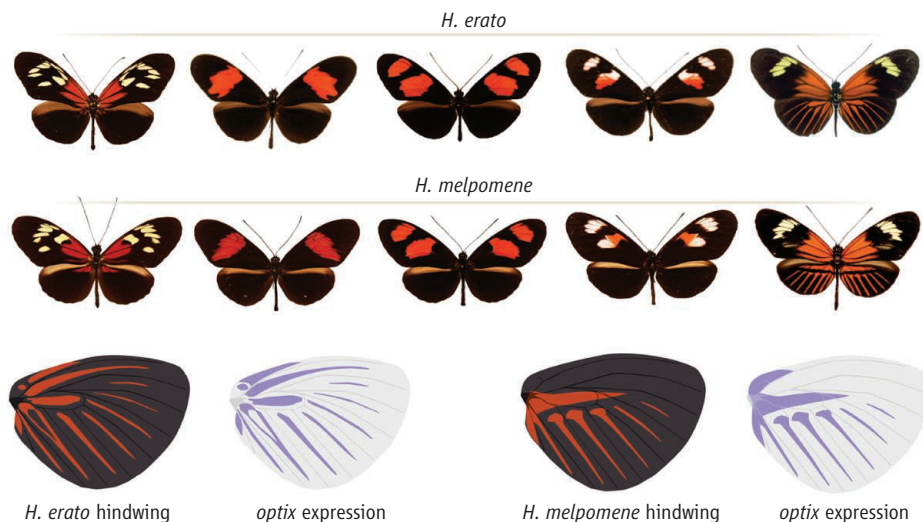 H. erato
H. melpomene
H. erato hindwing
optix expression
H. melpomene hindwing
optix expression